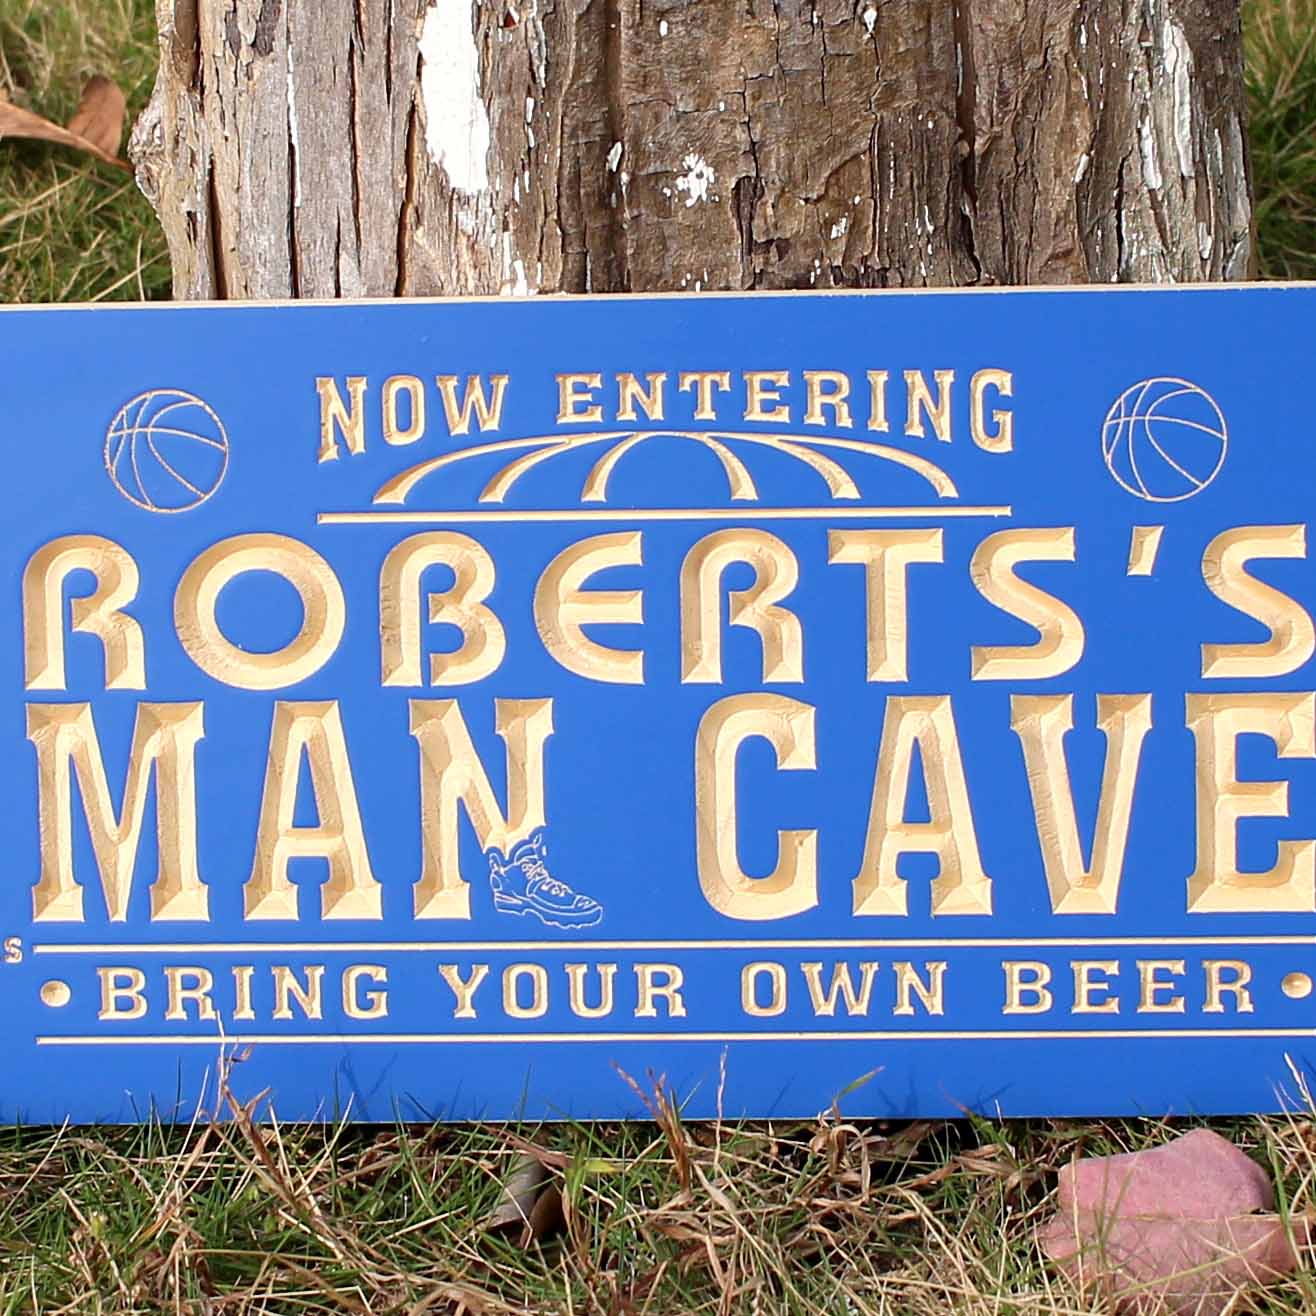 NOW ENTERING
ROBERTS'S
MAN CAVE
S
• BRING YOUR OWN BEER •